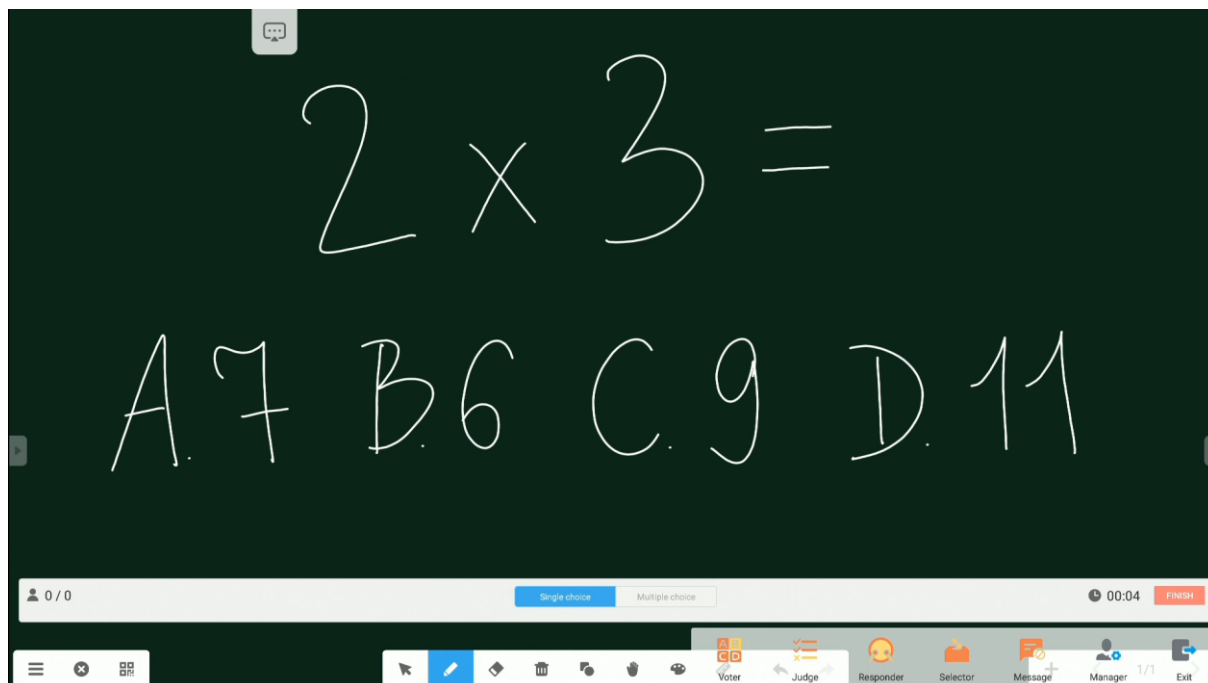 2 x 3 =
A. 7 B. 6 C. 9 D. 11
0 / 0 Single choice Multiple choice 00:04 FINISH
A B C D
Voter Judge Responder Selector Message Manager 1/1 Exit